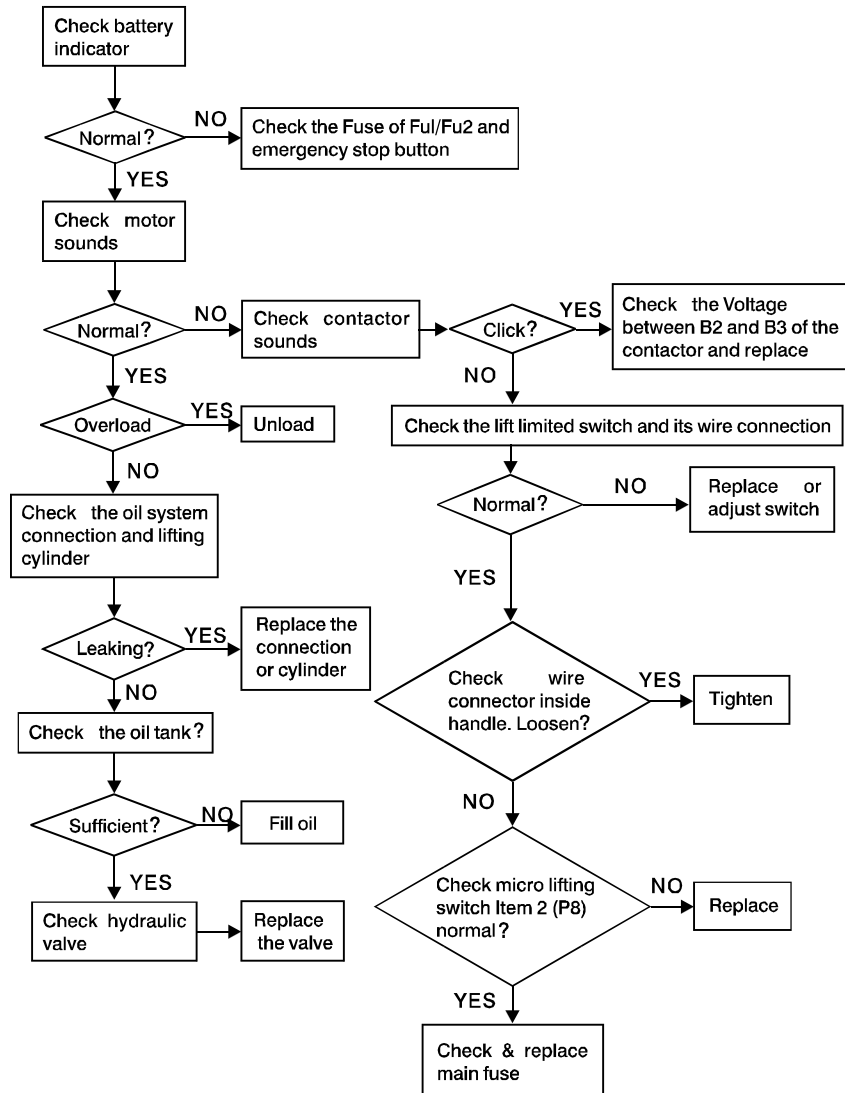 Check battery
indicator
Normal?
NO
Check the Fuse of Ful/Fu2 and
emergency stop button
YES
Check motor
sounds
Normal?
NO
Check contactor
sounds
Click?
YES
Check the Voltage
between B2 and B3 of the
contactor and replace
YES
NO
Overload
YES
Unload
Check the lift limited switch and its wire connection
NO
Normal?
NO
Replace or
adjust switch
Check the oil system
connection and lifting
cylinder
YES
Leaking?
YES
Replace the
connection
or cylinder
NO
Check wire
connector inside
handle. Loosen?
YES
Tighten
Check the oil tank?
NO
Sufficient?
NO
Fill oil
YES
Check micro lifting
switch Item 2 (P8)
normal?
NO
Replace
Check hydraulic
valve
Replace
the valve
YES
Check & replace
main fuse